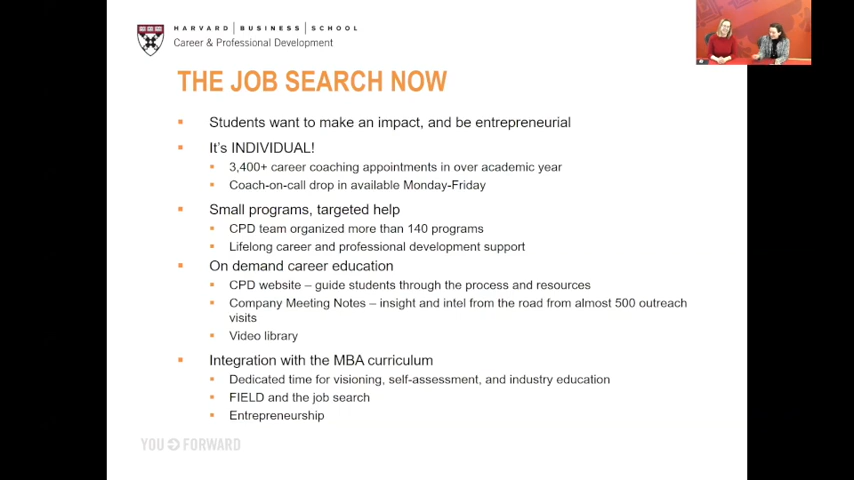 HARVARD | BUSINESS | SCHOOL
Career & Professional Development
THE JOB SEARCH NOW
Students want to make an impact, and be entrepreneurial
It's INDIVIDUAL!
3,400+ career coaching appointments in over academic year
Coach-on-call drop in available Monday-Friday
Small programs, targeted help
CPD team organized more than 140 programs
Lifelong career and professional development support
On demand career education
CPD website – guide students through the process and resources
Company Meeting Notes – insight and intel from the road from almost 500 outreach
visits
Video library
Integration with the MBA curriculum
Dedicated time for visioning, self-assessment, and industry education
FIELD and the job search
Entrepreneurship
YOU FORWARD